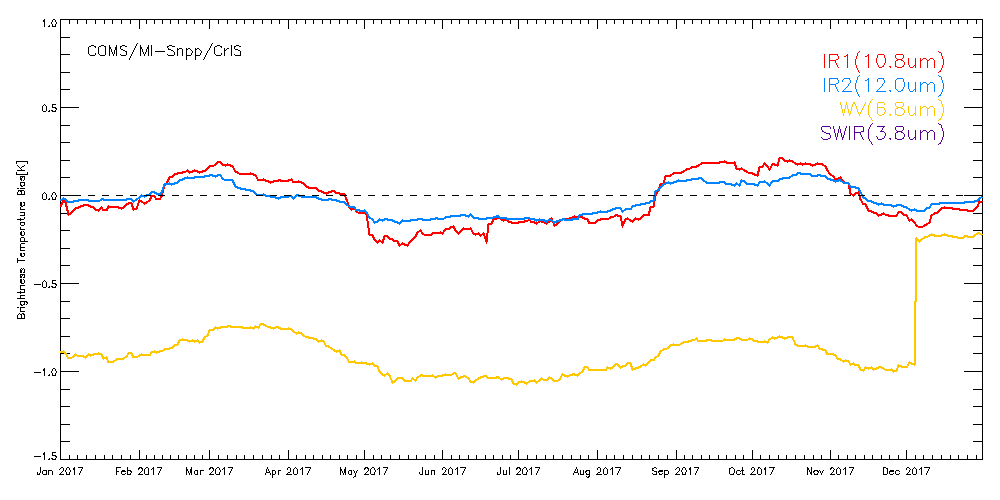 1.0
COMS/MI-Snpp/CrIS
IR1(10.8um)
IR2(12.0um)
WV(6.8um)
SWIR(3.8um)
0.5
0.0
-0.5
-1.0
-1.5
Brightness Temperature Bias[K]
Jan 2017 Feb 2017 Mar 2017 Apr 2017 May 2017 Jun 2017 Jul 2017 Aug 2017 Sep 2017 Oct 2017 Nov 2017 Dec 2017